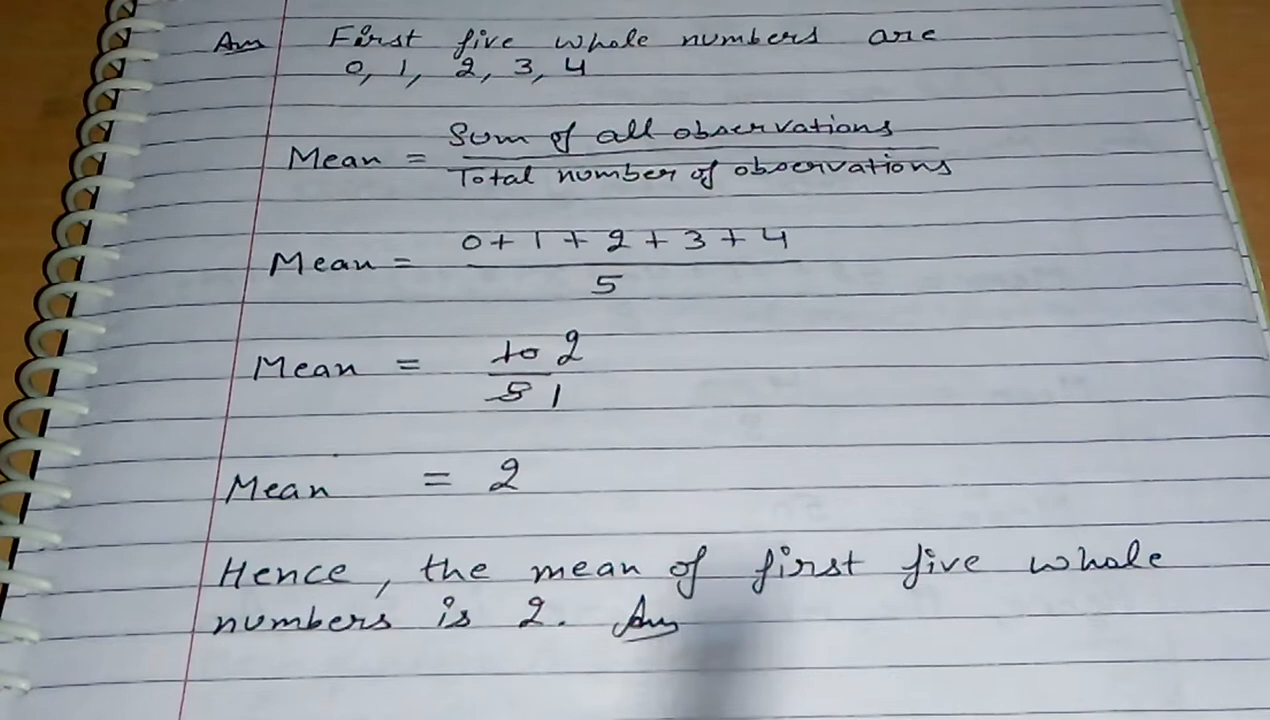 Ans First five whole numbers are
0, 1, 2, 3, 4
Mean = Sum of all observations
Total number of observations
Mean = 0 + 1 + 2 + 3 + 4
5
Mean = 10 2
5 1
Mean = 2
Hence, the mean of first five whole
numbers is 2. Ans